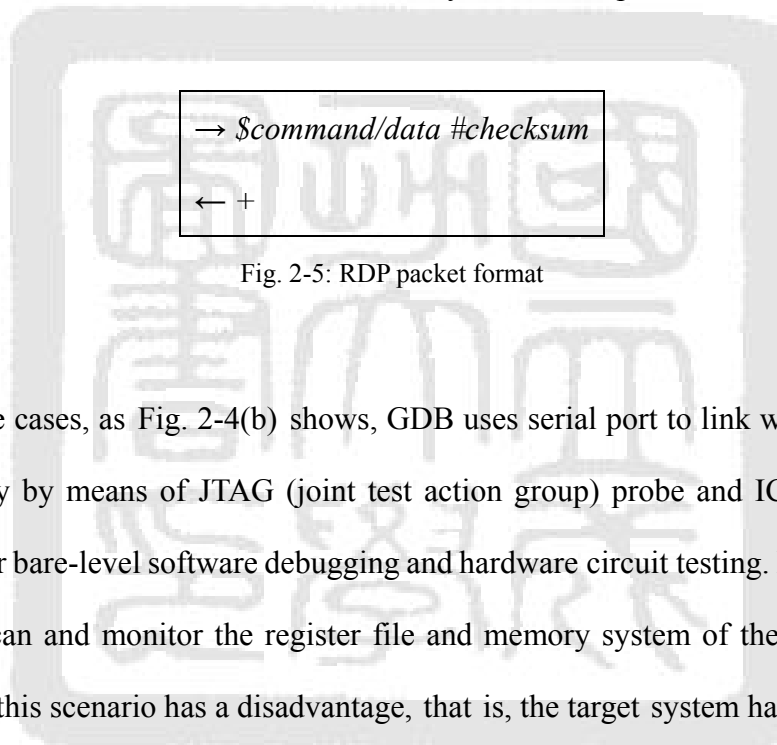 → $command/data #checksum
← +
Fig. 2-5: RDP packet format
cases, as Fig. 2-4(b) shows, GDB uses serial port to link
by means of JTAG (joint test action group) probe and
bare-level software debugging and hardware circuit testing.
and monitor the register file and memory system of the
this scenario has a disadvantage, that is, the target system